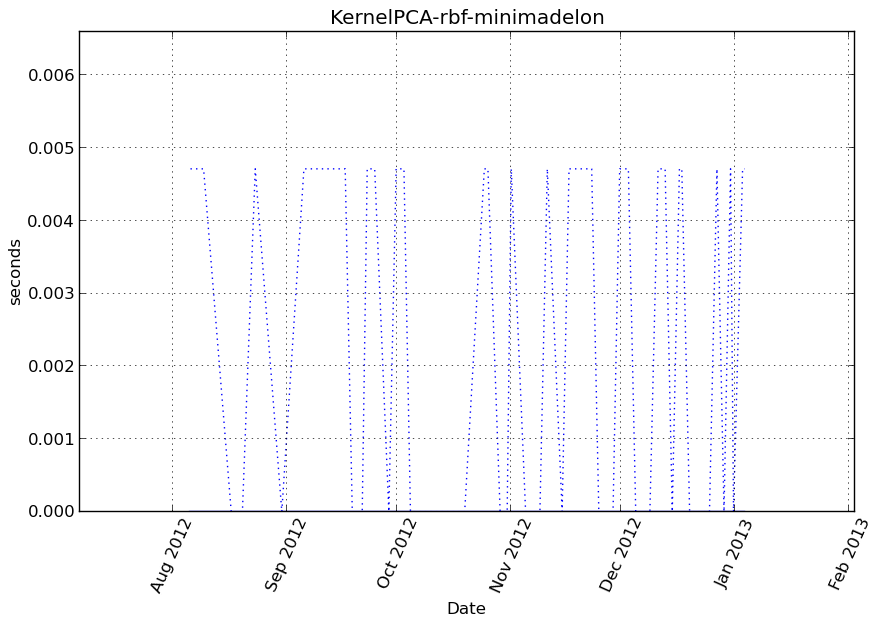 KernelPCA-rbf-minimadelon
0.006
0.005
0.004
0.003
0.002
0.001
0.000
seconds
Aug 2012
Sep 2012
Oct 2012
Nov 2012
Dec 2012
Jan 2013
Feb 2013
Date